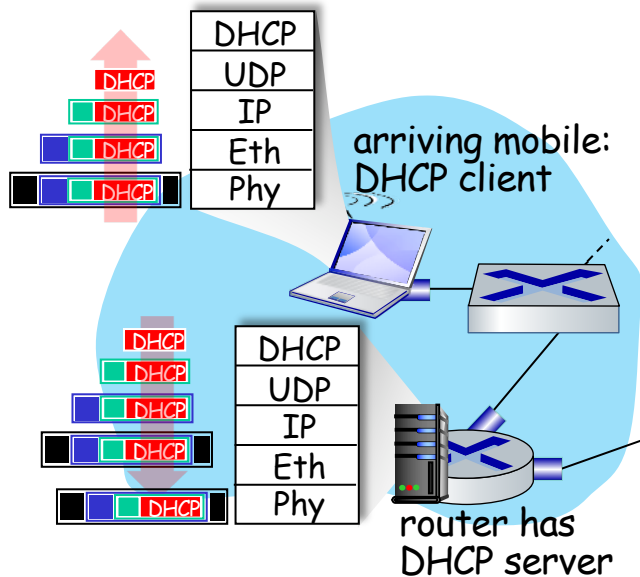 DHCP
UDP
IP
Eth
Phy
DHCP
DHCP
DHCP
DHCP
arriving mobile:
DHCP client
DHCP
UDP
IP
Eth
Phy
DHCP
DHCP
DHCP
DHCP
DHCP
router has
DHCP server